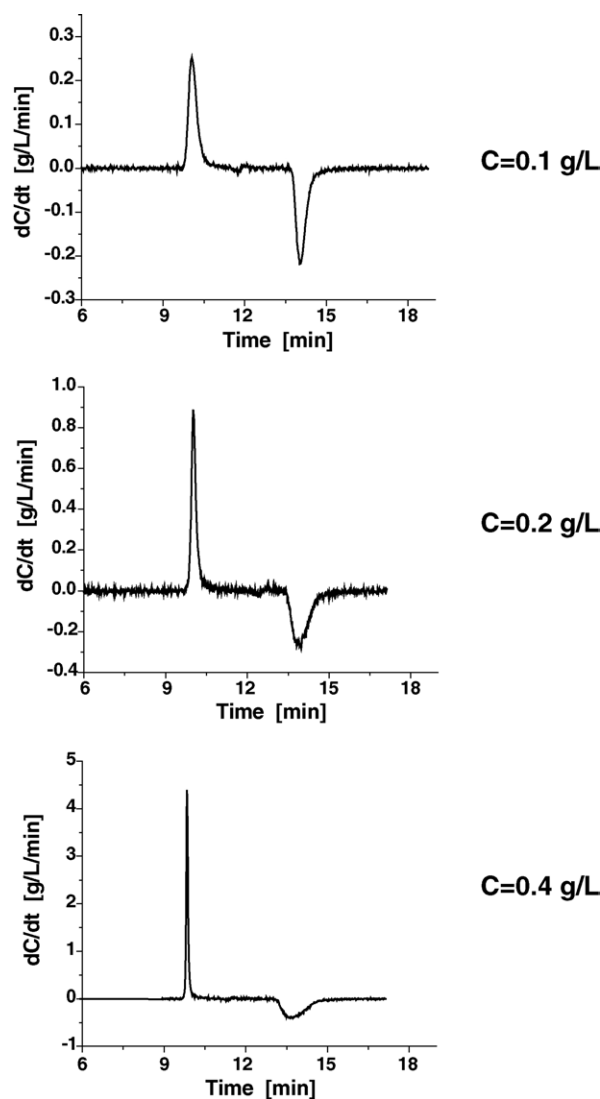 dC/dt [g/L/min]
0.3
0.2
0.1
0.0
-0.1
-0.2
-0.3
6 9 12 15 18
Time [min]
C=0.1 g/L
dC/dt [g/L/min]
1.0
0.8
0.6
0.4
0.2
0.0
-0.2
-0.4
6 9 12 15 18
Time [min]
C=0.2 g/L
dC/dt [g/L/min]
5
4
3
2
1
0
-1
6 9 12 15 18
Time [min]
C=0.4 g/L